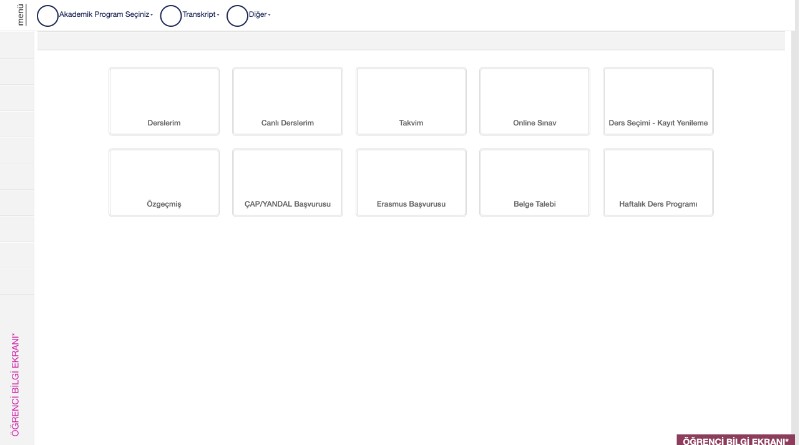 menü
Akademik Program Seçiniz
Transkript
Diğer
Derslerim
Canlı Derslerim
Takvim
Online Sınav
Ders Seçimi - Kayıt Yenileme
Özgeçmiş
ÇAP/YANDAL Başvurusu
Erasmus Başvurusu
Belge Talebi
Haftalık Ders Programı
ÖĞRENCİ BİLGİ EKRANI*
ÖĞRENCİ BİLGİ EKRANI*